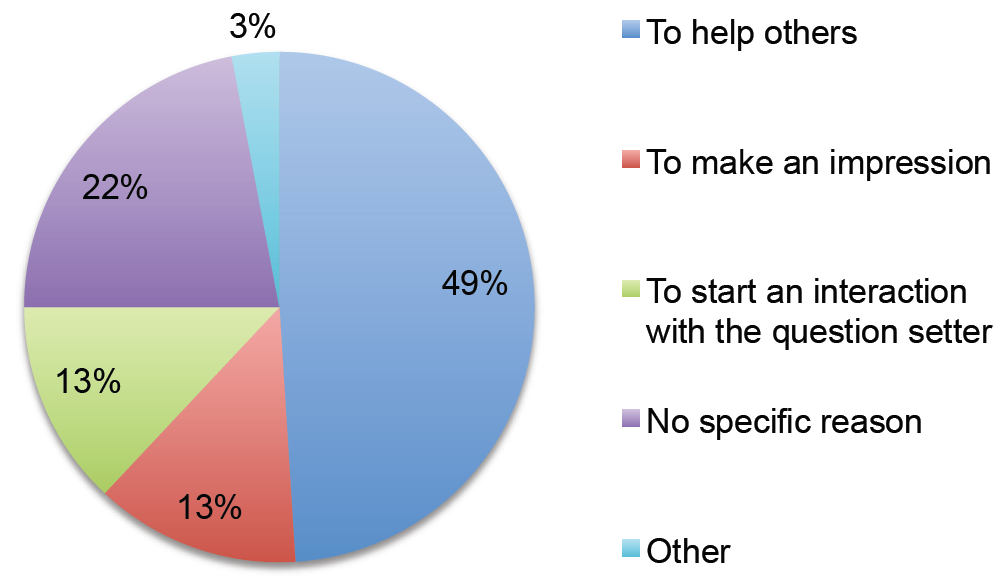 3%
22%
49%
13%
13%
To help others
To make an impression
To start an interaction
with the question setter
No specific reason
Other